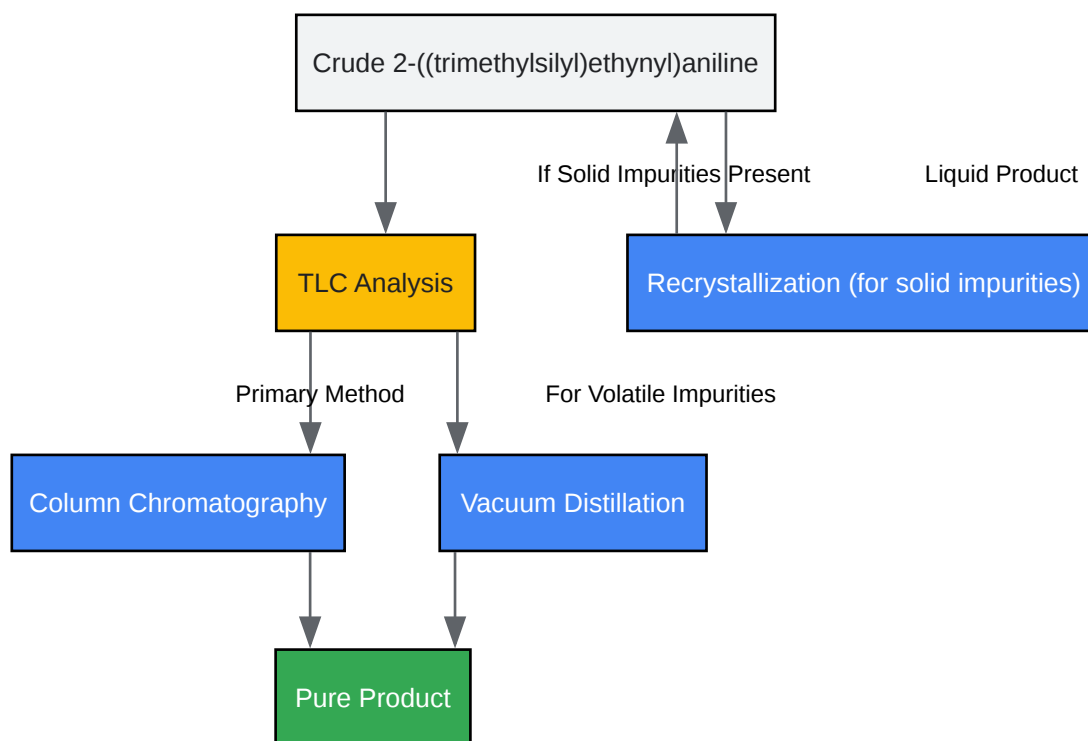 Crude 2-((trimethylsilyl)ethynyl)aniline
If Solid Impurities Present
Liquid Product
TLC Analysis
Recrystallization (for solid impurities)
Primary Method
For Volatile Impurities
Column Chromatography
Vacuum Distillation
Pure Product